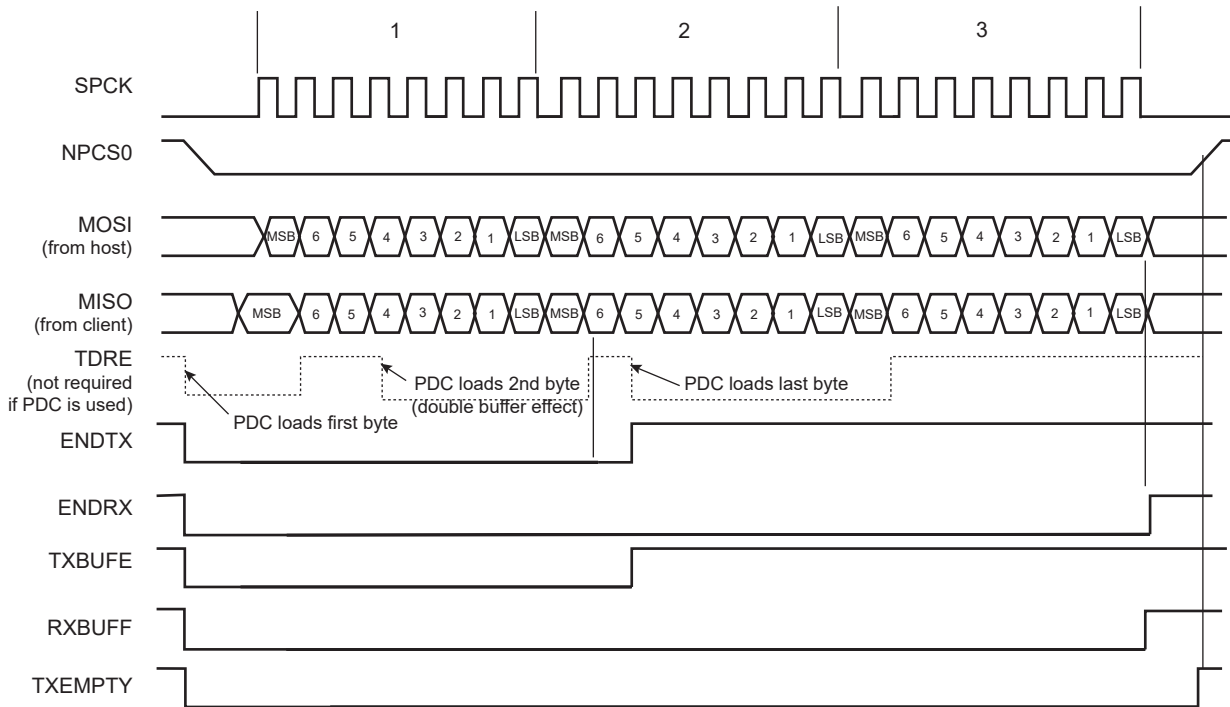 1 2 3
SPCK
NPCS0
MOSI
(from host)
MSB 6 5 4 3 2 1 LSB MSB 6 5 4 3 2 1 LSB MSB 6 5 4 3 2 1 LSB
MISO
(from client)
MSB 6 5 4 3 2 1 LSB MSB 6 5 4 3 2 1 LSB MSB 6 5 4 3 2 1 LSB
TDRE
(not required
if PDC is used)
PDC loads first byte
PDC loads 2nd byte
(double buffer effect)
PDC loads last byte
ENDTX
ENDRX
TXBUFE
RXBUFF
TXEMPTY